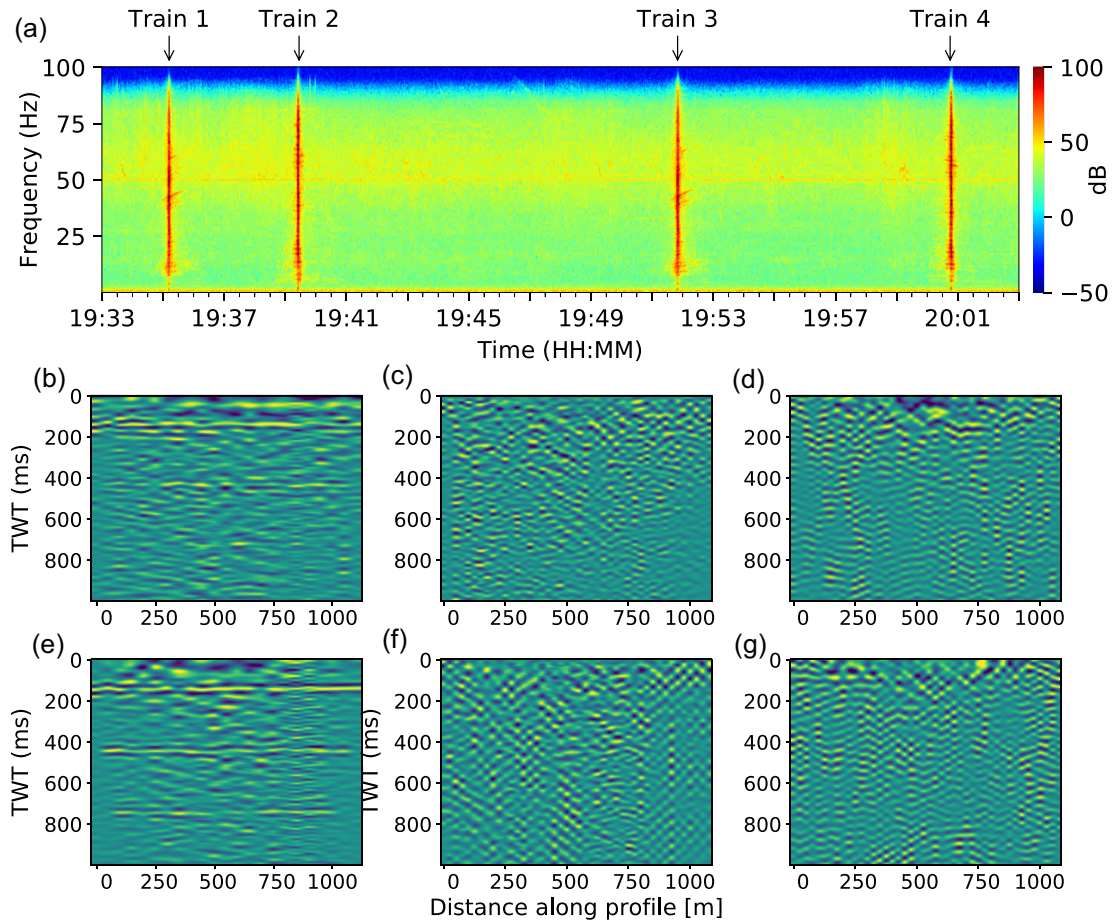 (a)
Train 1 Train 2 Train 3 Train 4
100
75
50
25
Frequency (Hz)
100
50
0
−50
dB
19:33 19:37 19:41 19:45 19:49 19:53 19:57 20:01
Time (HH:MM)
(b) (c) (d)
0 0 0
200 200 200
400 400 400
600 600 600
800 800 800
TWT (ms)
0 250 500 750 1000 0 250 500 750 1000 0 250 500 750 1000
(e) (f) (g)
0 0 0
200 200 200
400 400 400
600 600 600
800 800 800
TWT (ms) TWT (ms)
0 250 500 750 1000 0 250 500 750 1000 0 250 500 750 1000
Distance along profile [m]